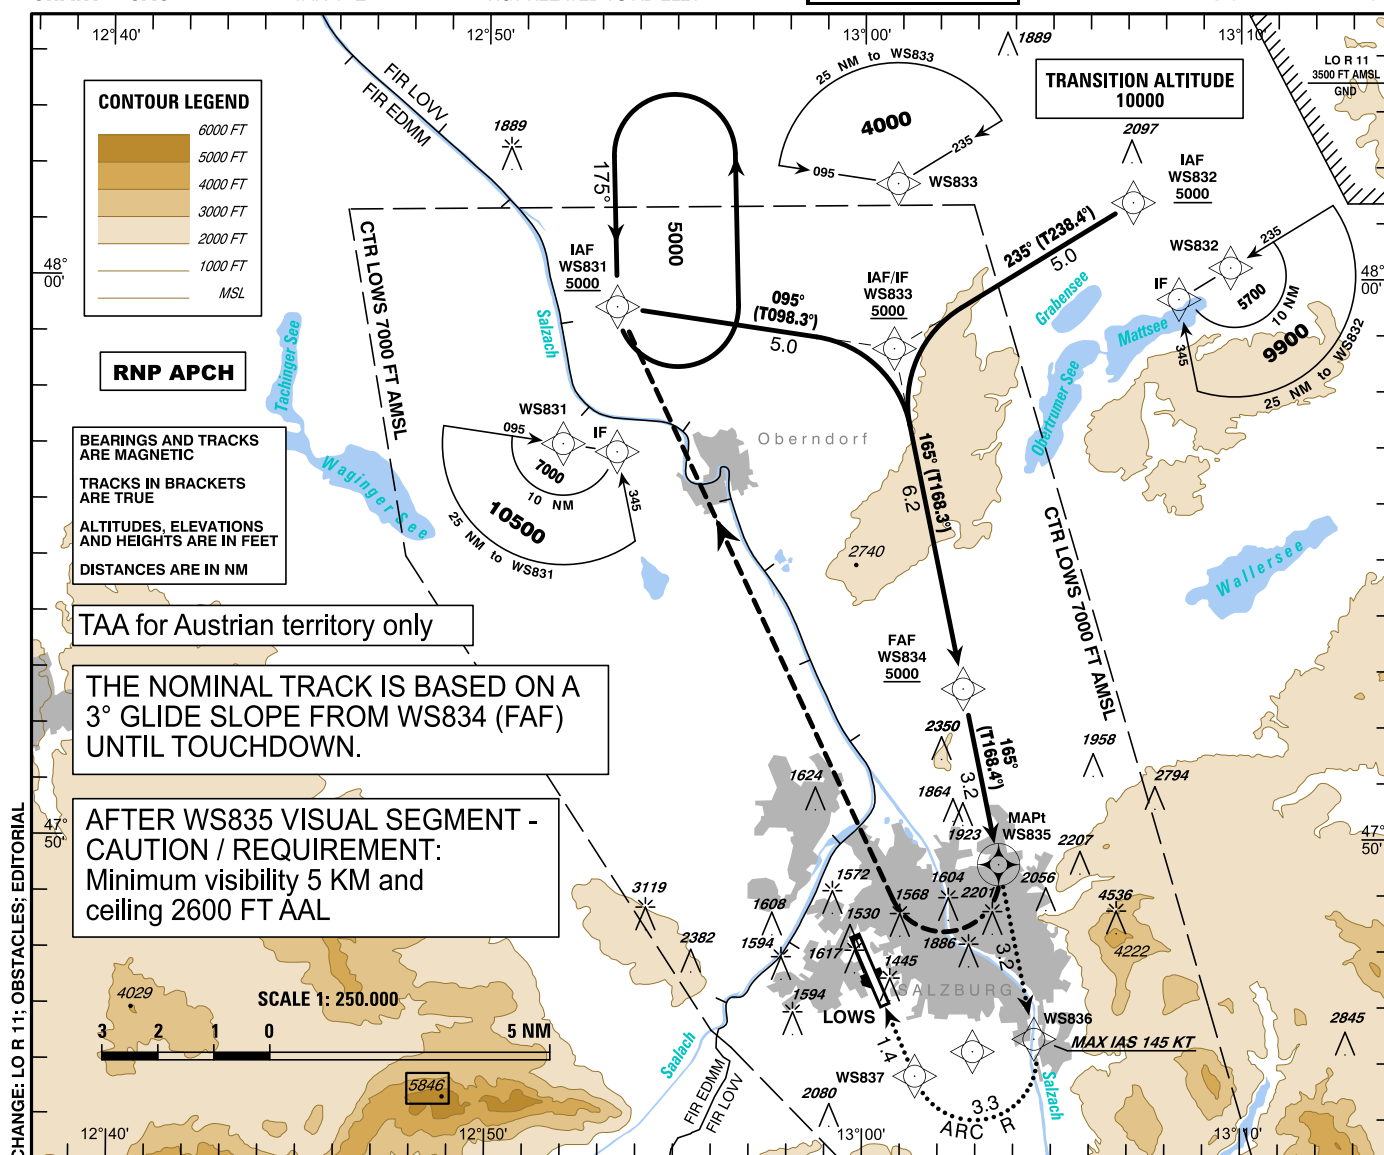 12°40'
12°50'
13°00'
13°10'
1889
LO R 11
3500 FT AMSL
GND
TRANSITION ALTITUDE
10000
CONTOUR LEGEND
6000 FT
5000 FT
4000 FT
3000 FT
2000 FT
1000 FT
MSL
FIR LOVV
FIR EDMM
1889
25 NM to WS833
4000
095
235
WS833
2097
IAF
WS832
5000
175°
5000
IAF
WS831
5000
235° (T238.4°)
5.0
WS832
235
IF
5700
10 NM
9900
345
25 NM to WS832
48°
00'
48°
00'
CTR LOWS 7000 FT AMSL
Salzach
095°
(T098.3°)
5.0
IAF/IF
WS833
5000
Grabensee
Mattsee
Obertrumer See
Tachinger See
RNP APCH
Waginger See
BEARINGS AND TRACKS
ARE MAGNETIC
TRACKS IN BRACKETS
ARE TRUE
ALTITUDES, ELEVATIONS
AND HEIGHTS ARE IN FEET
DISTANCES ARE IN NM
WS831
095
IF
7000
10 NM
345
10500
25 NM to WS831
Oberndorf
165° (T168.3°)
6.2
2740
CTR LOWS 7000 FT AMSL
Wallersee
TAA for Austrian territory only
FAF
WS834
5000
THE NOMINAL TRACK IS BASED ON A
3° GLIDE SLOPE FROM WS834 (FAF)
UNTIL TOUCHDOWN.
2350
165°
(T168.4°)
3.2
1958
2794
1624
1864
1923
MAPt
WS835
2207
47°
50'
47°
50'
AFTER WS835 VISUAL SEGMENT -
CAUTION / REQUIREMENT:
Minimum visibility 5 KM and
ceiling 2600 FT AAL
3119
2382
1572
1608
1530
1568
1604
2201
2056
4536
4222
1594
1617
1886
1445
3.2
1594
SALZBURG
LOWS
4029
SCALE 1: 250.000
3
2
1
0
5 NM
WS836
MAX IAS 145 KT
2845
1.4
WS837
3.3
ARC R
Salzach
Saalach
5846
FIR EDMM
FIR LOVV
2080
12°40'
12°50'
13°00'
13°10'
CHANGE: LO R 11; OBSTACLES; EDITORIAL